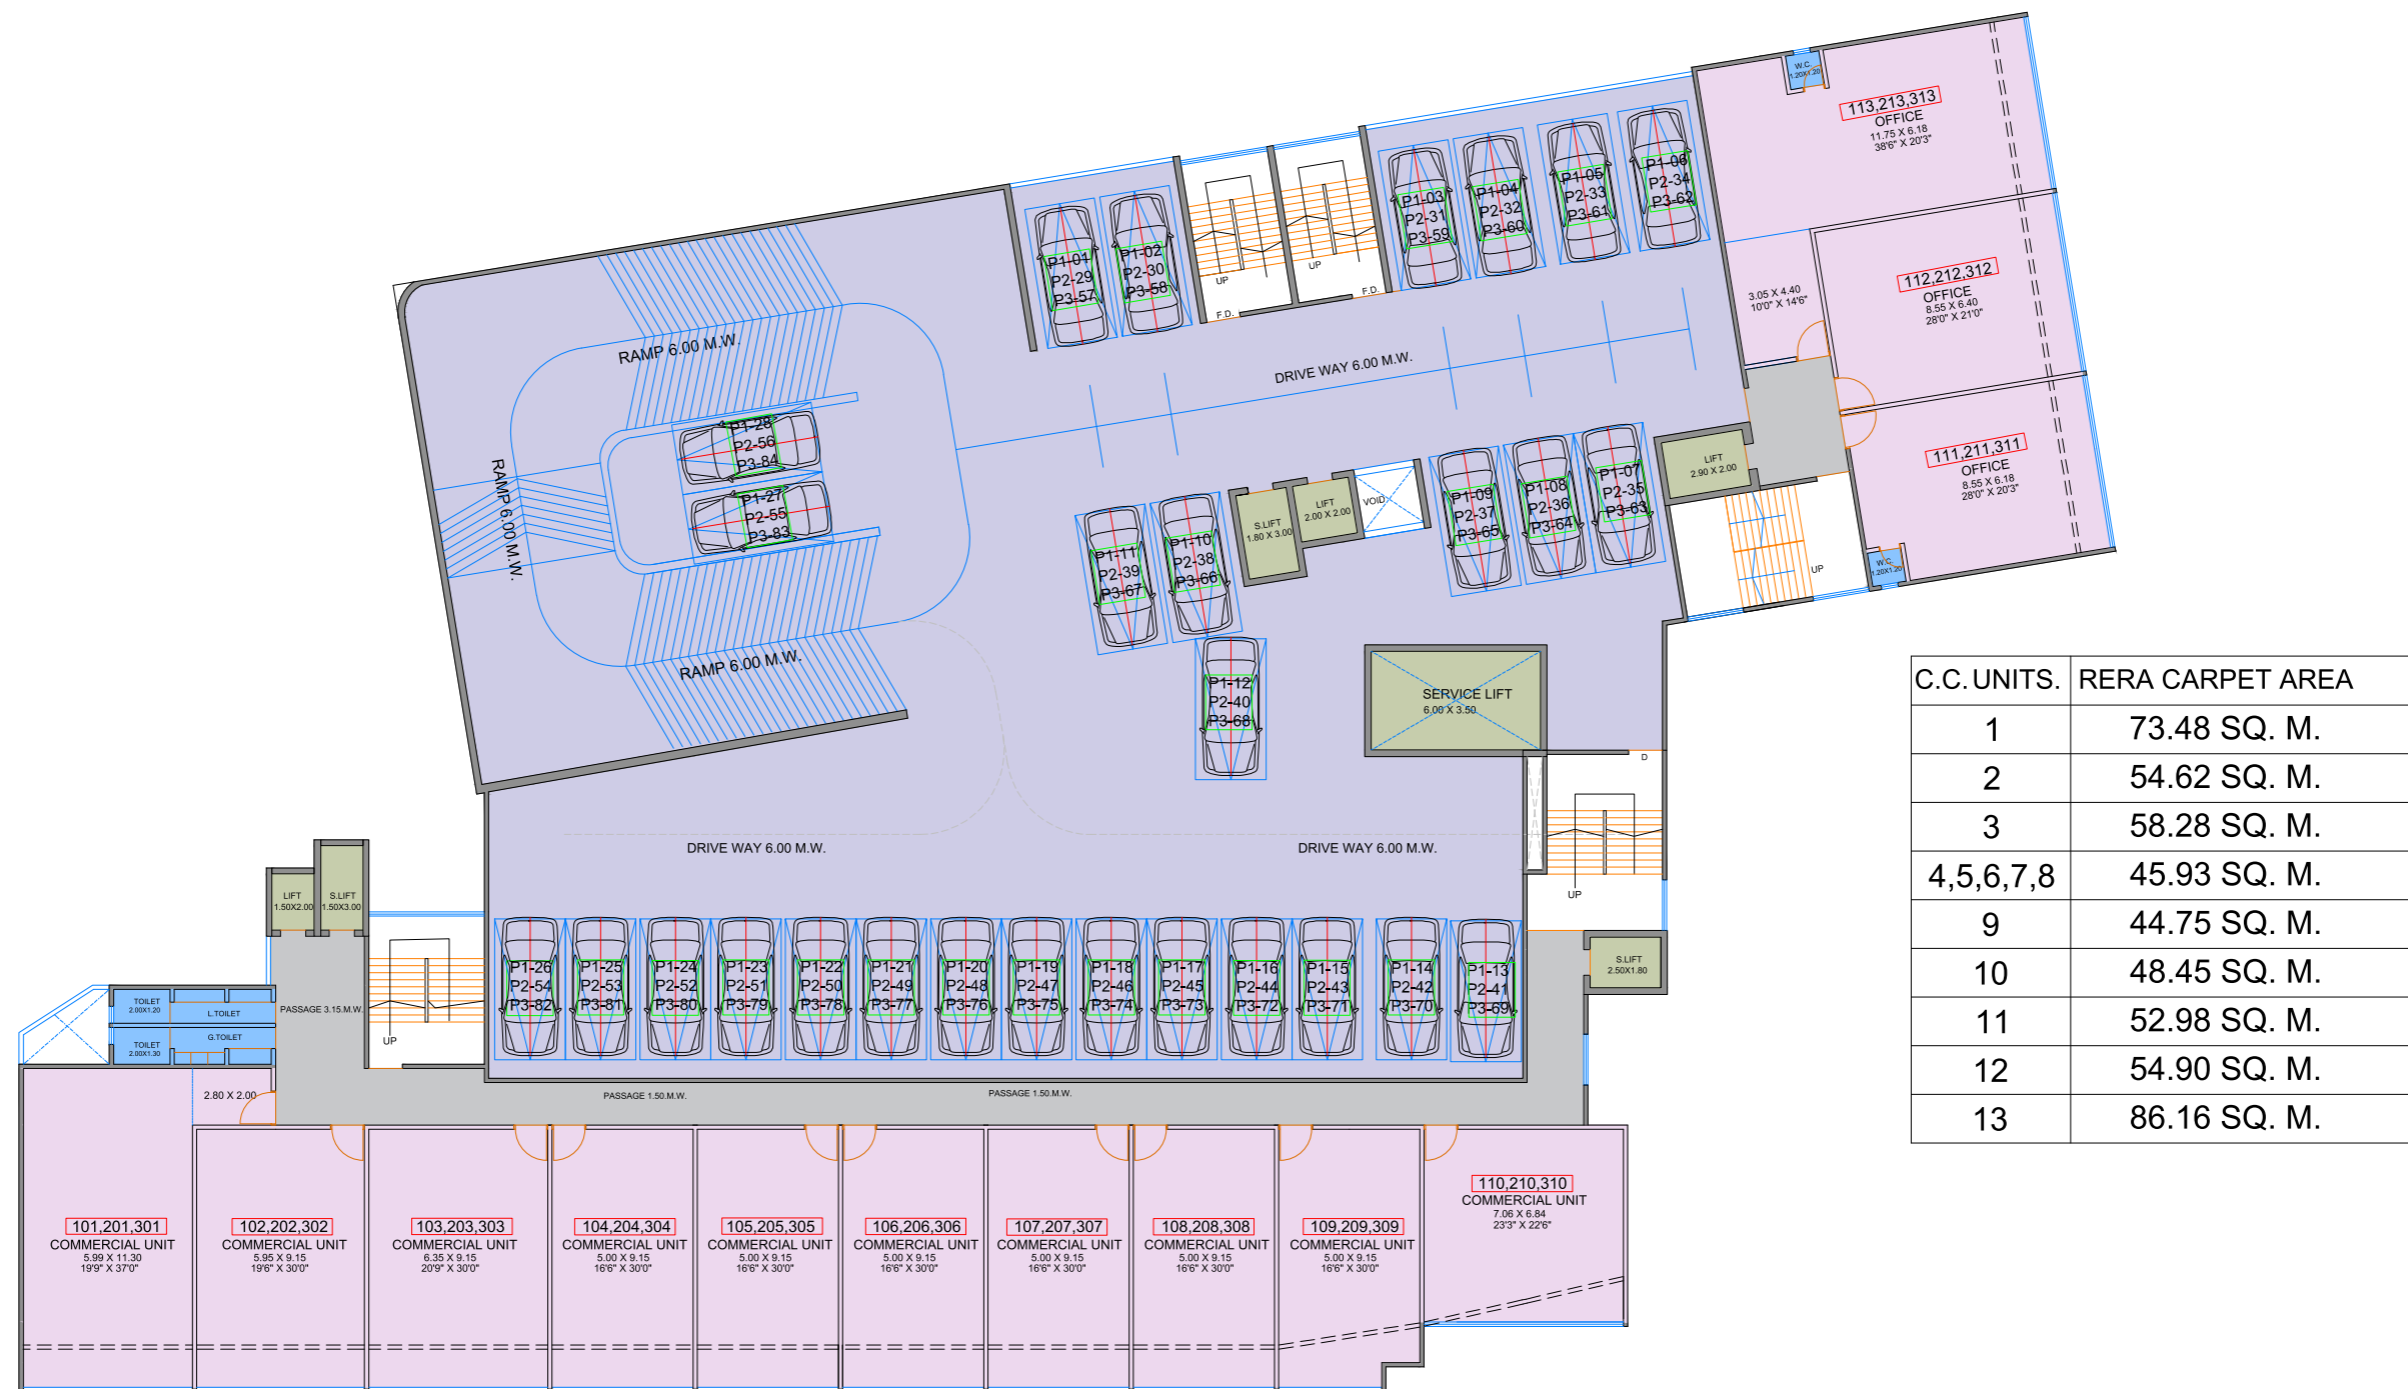 W.C.
1.20X1.20
113,213,313
OFFICE
11.75 X 6.18
38'6" X 20'3"
P1-06
P2-34
P3-62
P1-05
P2-33
P3-61
P1-04
P2-32
P3-60
P1-03
P2-31
P3-59
P1-02
P2-30
P3-58
P1-01
P2-29
P3-57
UP
UP
F.D.
F.D.
3.05 X 4.40
10'0" X 14'6"
112,212,312
OFFICE
8.55 X 6.40
28'0" X 21'0"
RAMP 6.00 M.W.
DRIVE WAY 6.00 M.W.
P1-28
P2-56
P3-84
P1-27
P2-55
P3-83
RAMP 6.00 M.W.
RAMP 6.00 M.W.
P1-11
P2-39
P3-67
P1-10
P2-38
P3-66
S.LIFT
1.80 X 3.00
LIFT
2.00 X 2.00
VOID
P1-09
P2-37
P3-65
P1-08
P2-36
P3-64
P1-07
P2-35
P3-63
LIFT
2.90 X 2.00
111,211,311
OFFICE
8.55 X 6.18
28'0" X 20'3"
UP
W.C.
1.20X1.20
P1-12
P2-40
P3-68
SERVICE LIFT
6.00 X 3.50
D
C.C. UNITS. RERA CARPET AREA
1 73.48 SQ. M.
2 54.62 SQ. M.
3 58.28 SQ. M.
4,5,6,7,8 45.93 SQ. M.
9 44.75 SQ. M.
10 48.45 SQ. M.
11 52.98 SQ. M.
12 54.90 SQ. M.
13 86.16 SQ. M.
DRIVE WAY 6.00 M.W.
DRIVE WAY 6.00 M.W.
UP
LIFT
1.50X2.00
S.LIFT
1.50X3.00
P1-26
P2-54
P3-82
P1-25
P2-53
P3-81
P1-24
P2-52
P3-80
P1-23
P2-51
P3-79
P1-22
P2-50
P3-78
P1-21
P2-49
P3-77
P1-20
P2-48
P3-76
P1-19
P2-47
P3-75
P1-18
P2-46
P3-74
P1-17
P2-45
P3-73
P1-16
P2-44
P3-72
P1-15
P2-43
P3-71
P1-14
P2-42
P3-70
P1-13
P2-41
P3-69
S.LIFT
2.50X1.80
TOILET
2.00X1.20
L.TOILET
G.TOILET
TOILET
2.00X1.30
PASSAGE 3.15.M.W.
UP
2.80 X 2.00
PASSAGE 1.50.M.W.
PASSAGE 1.50.M.W.
101,201,301
COMMERCIAL UNIT
5.99 X 11.30
19'9" X 37'0"
102,202,302
COMMERCIAL UNIT
5.95 X 9.15
19'6" X 30'0"
103,203,303
COMMERCIAL UNIT
6.35 X 9.15
20'9" X 30'0"
104,204,304
COMMERCIAL UNIT
5.00 X 9.15
16'6" X 30'0"
105,205,305
COMMERCIAL UNIT
5.00 X 9.15
16'6" X 30'0"
106,206,306
COMMERCIAL UNIT
5.00 X 9.15
16'6" X 30'0"
107,207,307
COMMERCIAL UNIT
5.00 X 9.15
16'6" X 30'0"
108,208,308
COMMERCIAL UNIT
5.00 X 9.15
16'6" X 30'0"
109,209,309
COMMERCIAL UNIT
5.00 X 9.15
16'6" X 30'0"
110,210,310
COMMERCIAL UNIT
7.06 X 6.84
23'3" X 22'6"